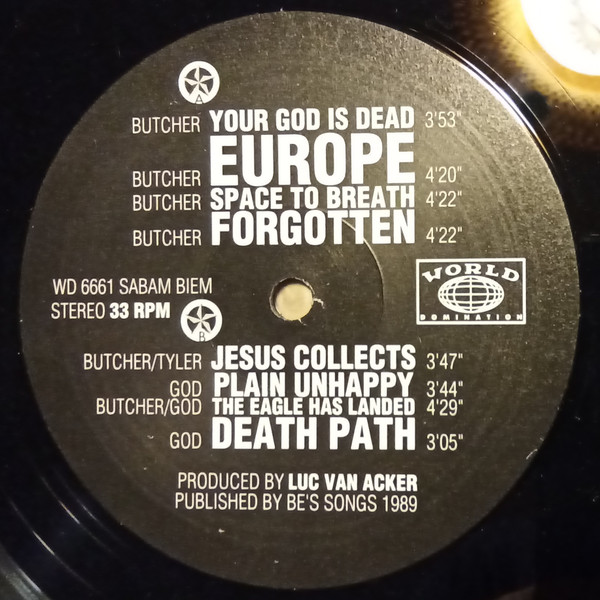 A
BUTCHER YOUR GOD IS DEAD 3'53"
BUTCHER EUROPE 4'20"
BUTCHER SPACE TO BREATH 4'22"
BUTCHER FORGOTTEN 4'22"
WD 6661 SABAM BIEM
STEREO 33 RPM
WORLD
DOMINATION
B
BUTCHER/TYLER JESUS COLLECTS 3'47"
GOD PLAIN UNHAPPY 3'44"
BUTCHER/GOD THE EAGLE HAS LANDED 4'29"
GOD DEATH PATH 3'05"
PRODUCED BY LUC VAN ACKER
PUBLISHED BY BE'S SONGS 1989